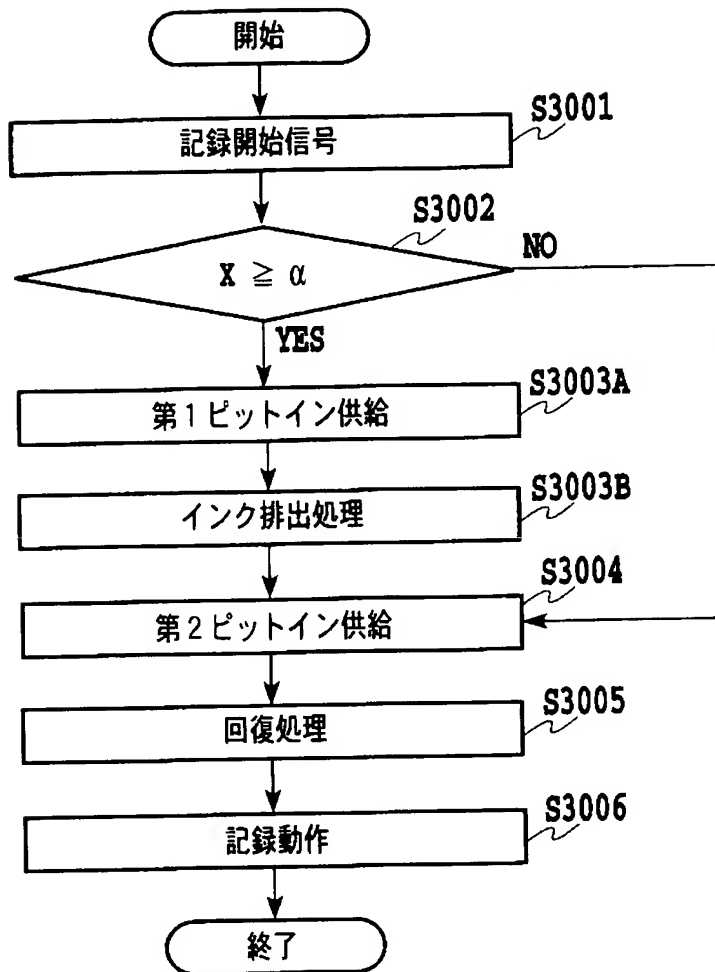 開始
S3001
記録開始信号
S3002
X ≧ α
NO
YES
S3003A
第1ピットイン供給
S3003B
インク排出処理
S3004
第2ピットイン供給
S3005
回復処理
S3006
記録動作
終了